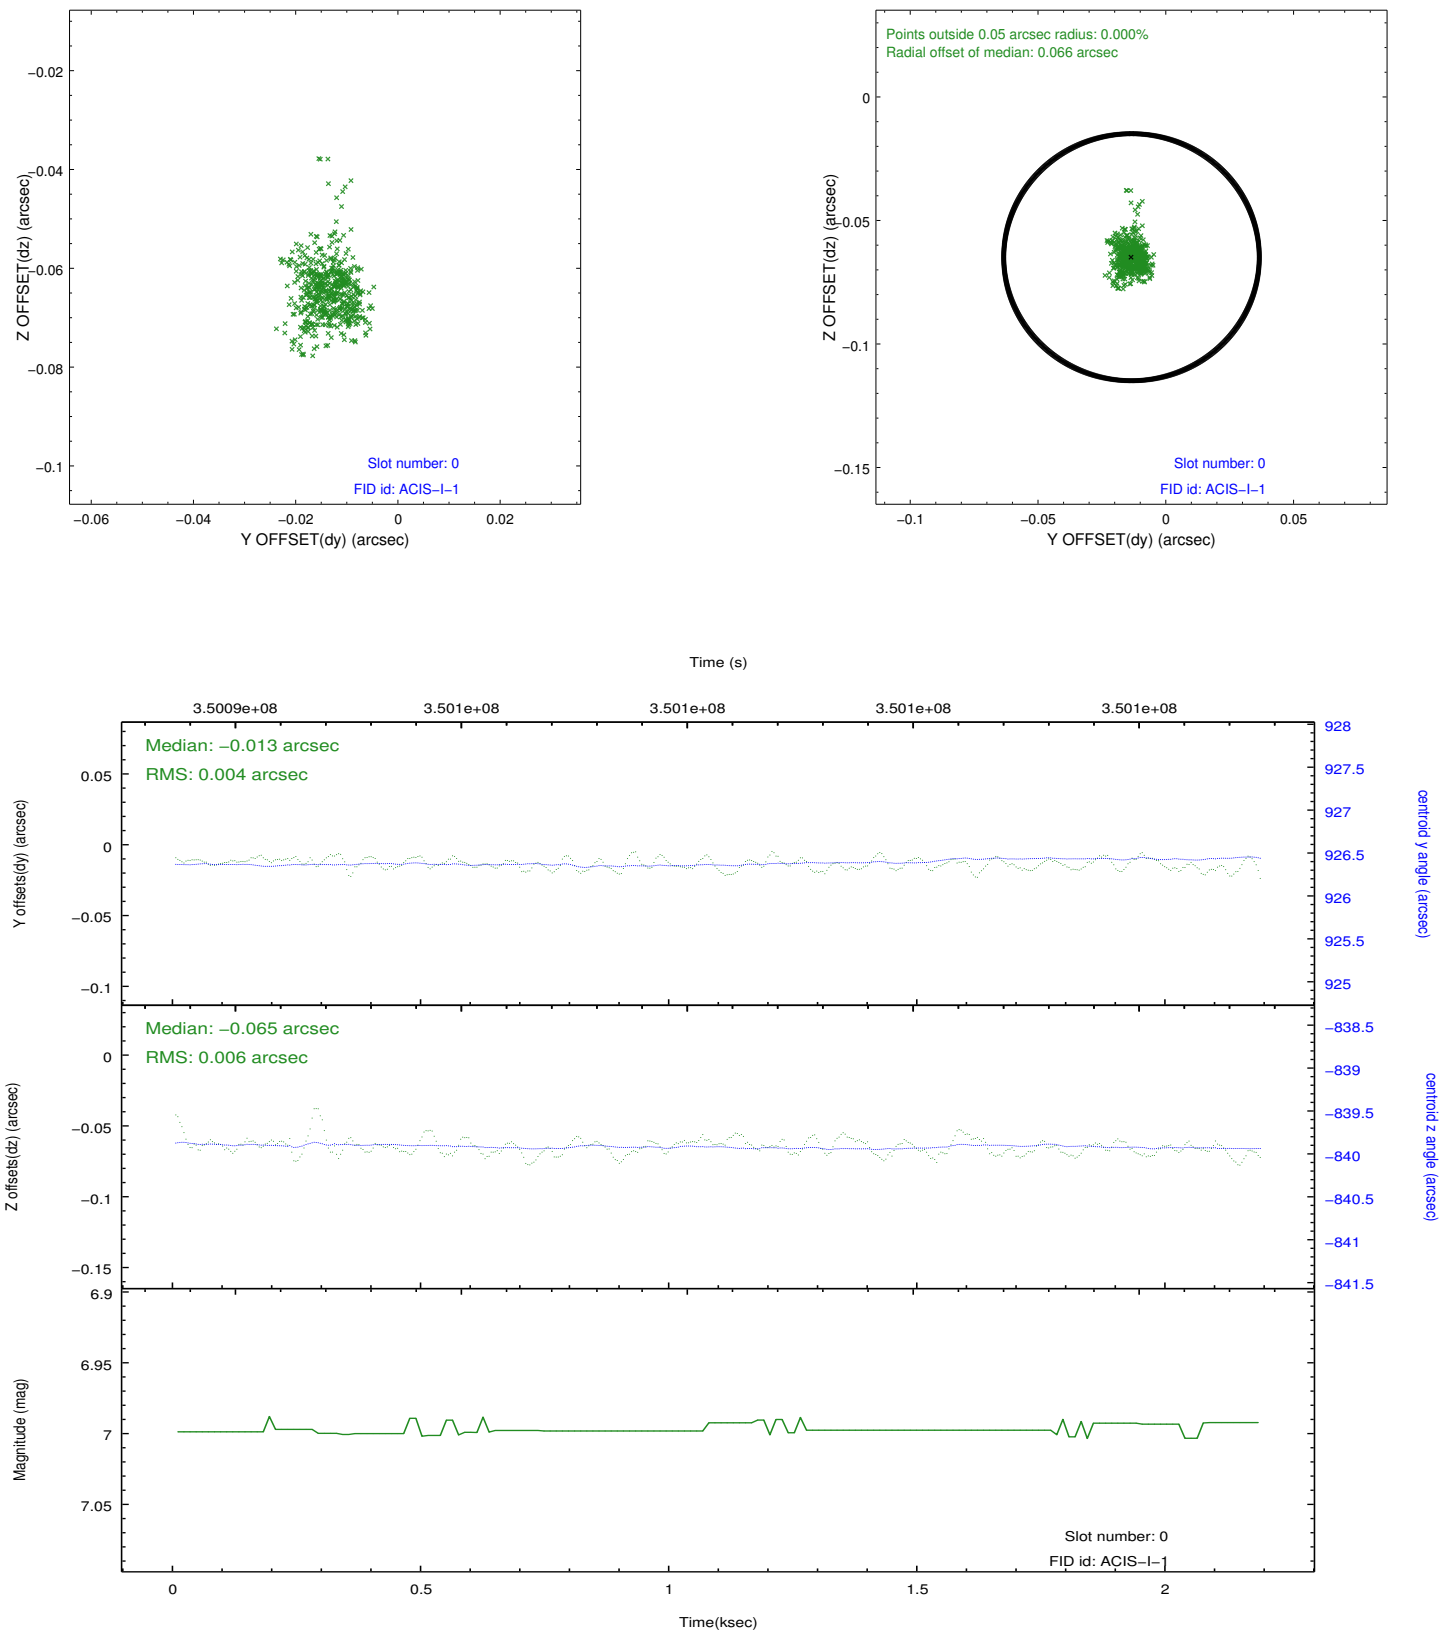 −0.02
−0.04
−0.06
−0.08
−0.1
Z OFFSET(dz) (arcsec)
Slot number: 0
FID id: ACIS−I−1
−0.06
−0.04
−0.02
0
0.02
Y OFFSET(dy) (arcsec)
Points outside 0.05 arcsec radius: 0.000%
Radial offset of median: 0.066 arcsec
0
−0.05
−0.1
−0.15
Z OFFSET(dz) (arcsec)
Slot number: 0
FID id: ACIS−I−1
−0.1
−0.05
0
0.05
Y OFFSET(dy) (arcsec)
Time (s)
3.5009e+08
3.501e+08
3.501e+08
3.501e+08
3.501e+08
Median: −0.013 arcsec
RMS: 0.004 arcsec
0.05
0
−0.05
−0.1
Y offsets(dy) (arcsec)
928
927.5
927
926.5
926
925.5
925
centroid y angle (arcsec)
Median: −0.065 arcsec
RMS: 0.006 arcsec
0
−0.05
−0.1
−0.15
Z offsets(dz) (arcsec)
−838.5
−839
−839.5
−840
−840.5
−841
−841.5
centroid z angle (arcsec)
6.9
6.95
7
7.05
Magnitude (mag)
Slot number: 0
FID id: ACIS−I−1
0
0.5
1
1.5
2
Time(ksec)